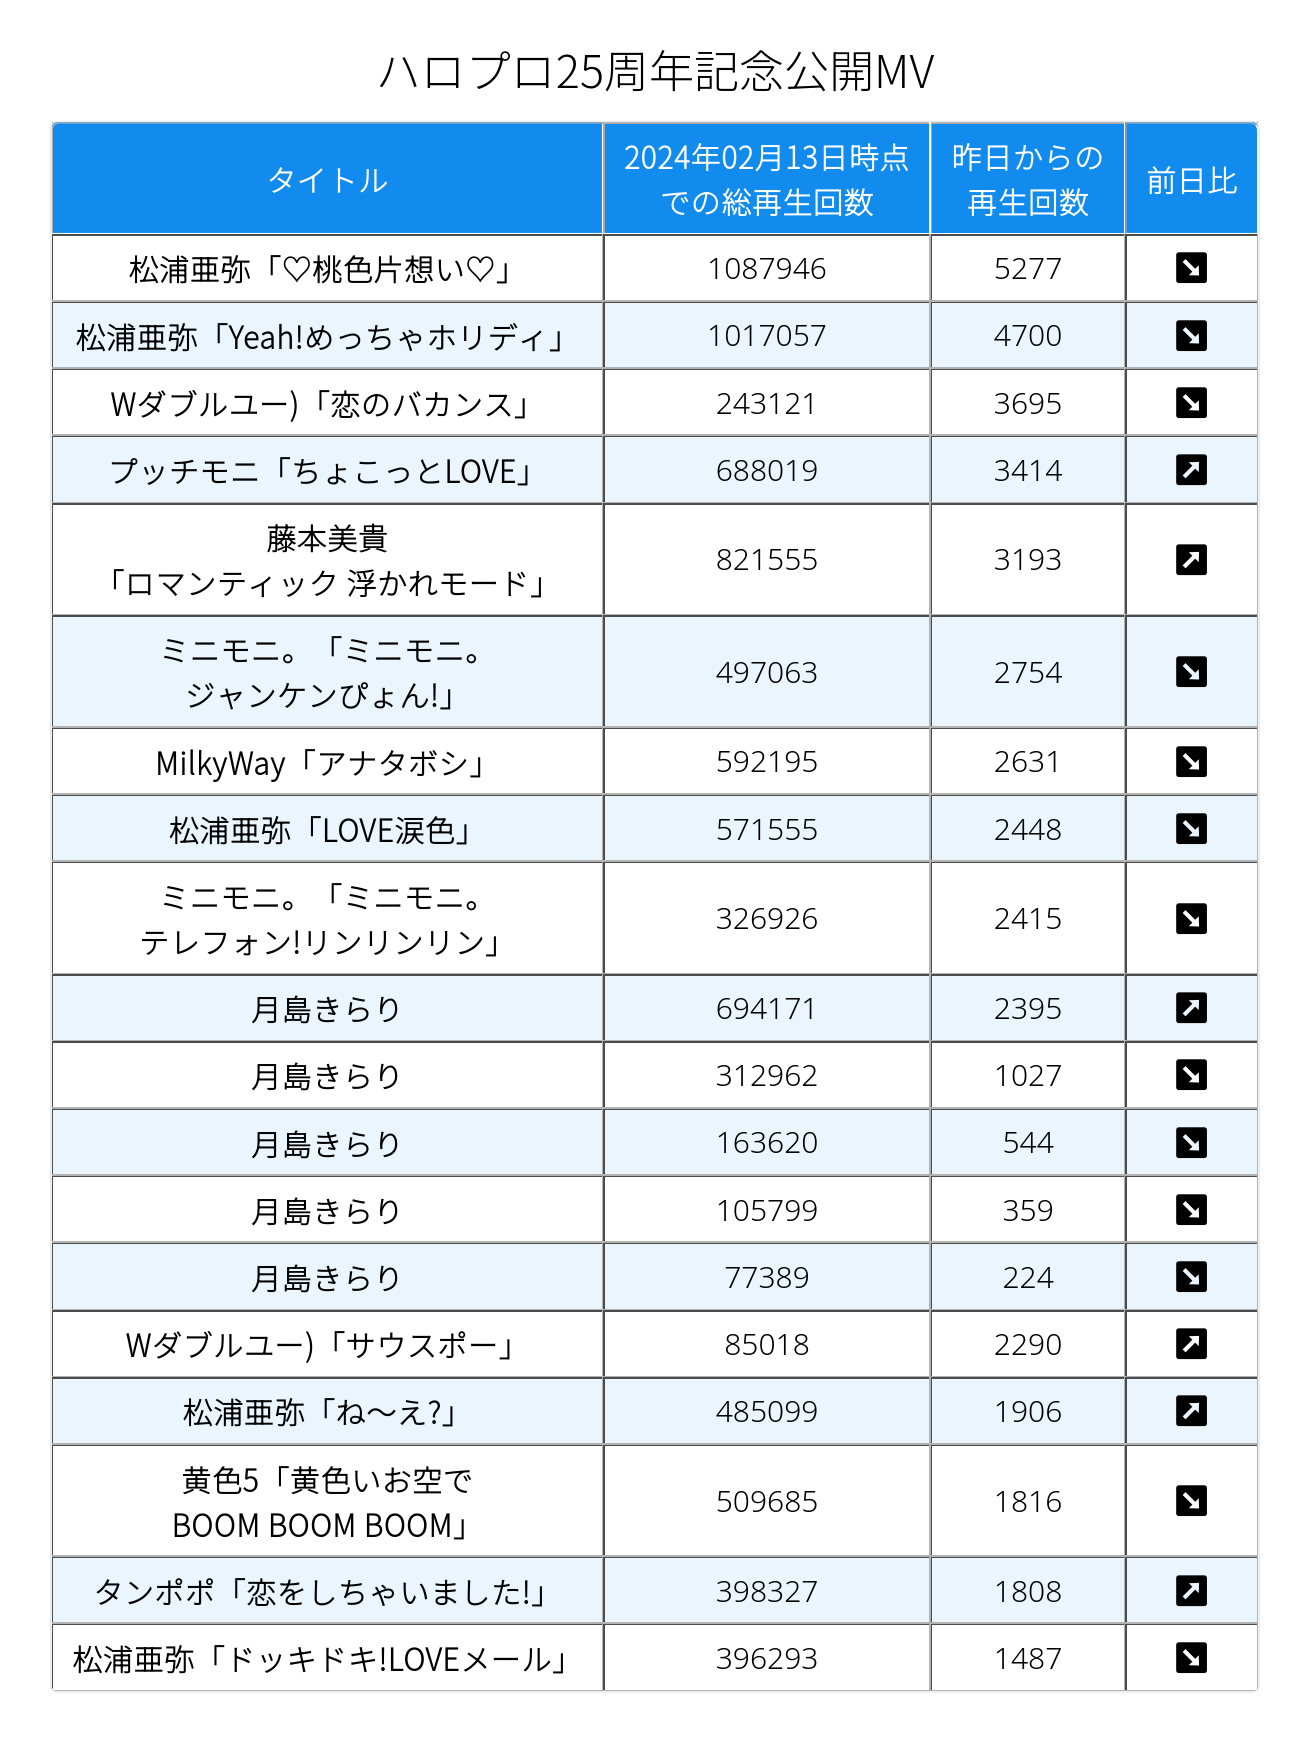 ハロプロ25周年記念公開MV
タイトル
2024年02月13日時点
での総再生回数
昨日からの
再生回数
前日比
松浦亜弥「♡桃色片想い♡」 1087946 5277 ↘
松浦亜弥「Yeah!めっちゃホリディ」 1017057 4700 ↘
Wダブルユー)「恋のバカンス」 243121 3695 ↘
プッチモニ「ちょこっとLOVE」 688019 3414 ↗
藤本美貴
「ロマンティック 浮かれモード」 821555 3193 ↗
ミニモニ。「ミニモニ。
ジャンケンぴょん!」 497063 2754 ↘
MilkyWay「アナタボシ」 592195 2631 ↘
松浦亜弥「LOVE涙色」 571555 2448 ↘
ミニモニ。「ミニモニ。
テレフォン!リンリンリン」 326926 2415 ↘
月島きらり 694171 2395 ↗
月島きらり 312962 1027 ↘
月島きらり 163620 544 ↘
月島きらり 105799 359 ↘
月島きらり 77389 224 ↘
Wダブルユー)「サウスポー」 85018 2290 ↗
松浦亜弥「ね〜え?」 485099 1906 ↗
黄色5「黄色いお空で
BOOM BOOM BOOM」 509685 1816 ↘
タンポポ「恋をしちゃいました!」 398327 1808 ↗
松浦亜弥「ドッキドキ!LOVEメール」 396293 1487 ↘